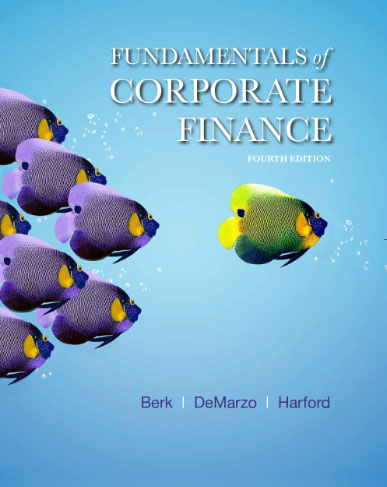 FUNDAMENTALS of
CORPORATE
FINANCE
FOURTH EDITION
Berk | DeMarzo | Harford